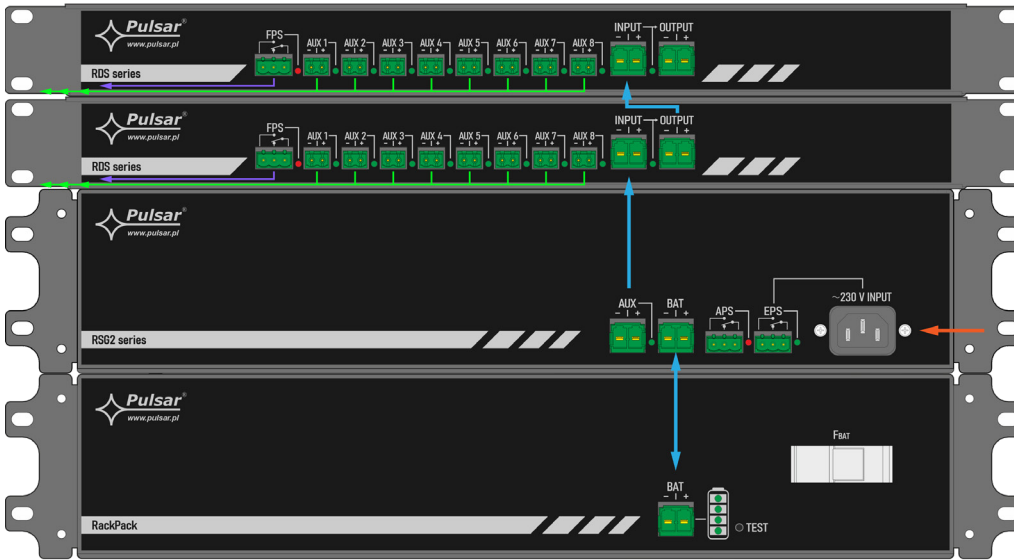 Pulsar®
www.pulsar.pl
FPS
AUX 1 AUX 2 AUX 3 AUX 4 AUX 5 AUX 6 AUX 7 AUX 8 INPUT OUTPUT
- + - + - + - + - + - + - + - + - + - +
RDS series
Pulsar®
www.pulsar.pl
FPS
AUX 1 AUX 2 AUX 3 AUX 4 AUX 5 AUX 6 AUX 7 AUX 8 INPUT OUTPUT
- + - + - + - + - + - + - + - + - + - +
RDS series
Pulsar®
www.pulsar.pl
~230 V INPUT
AUX BAT APS EPS
- + - +
RSG2 series
Pulsar®
www.pulsar.pl
FBAT
BAT
- +
TEST
RackPack